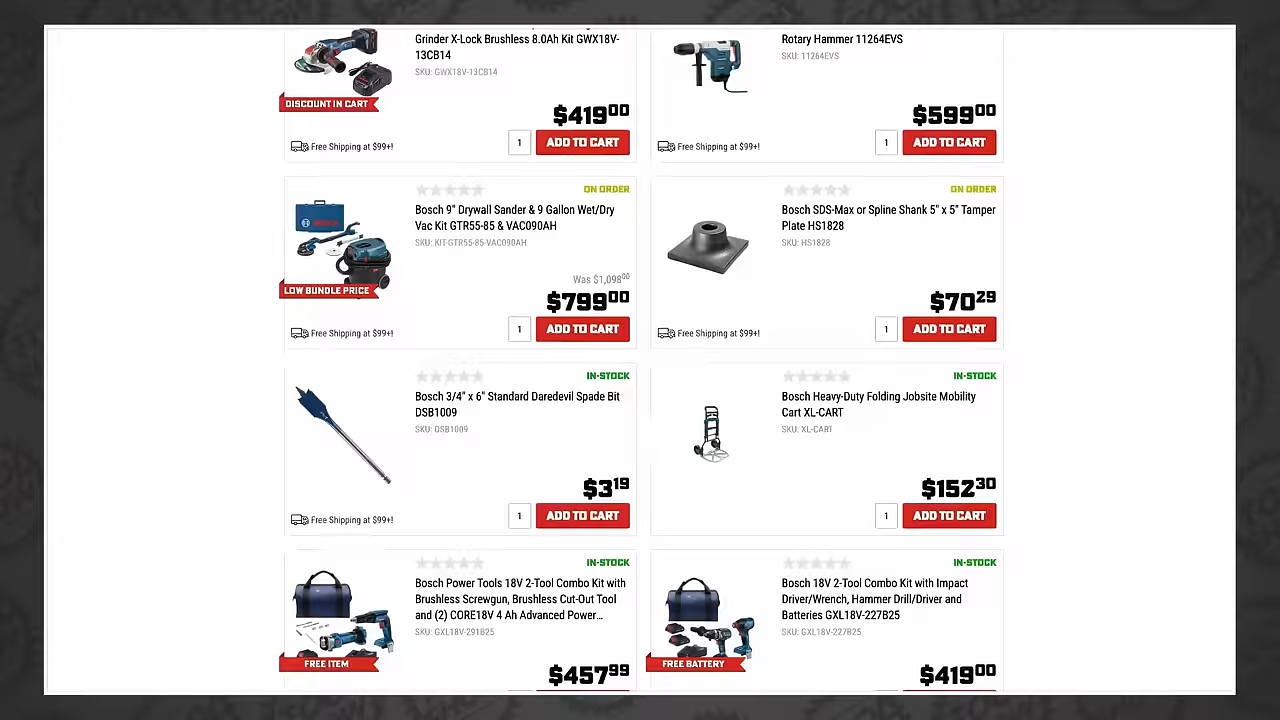 Grinder X-Lock Brushless 8.0Ah Kit GWX18V-
13CB14
SKU: GWX18V-13CB14
DISCOUNT IN CART
$41900
Free Shipping at $99+!
1
ADD TO CART
Rotary Hammer 11264EVS
SKU: 11264EVS
$59900
Free Shipping at $99+!
1
ADD TO CART
ON ORDER
Bosch 9" Drywall Sander & 9 Gallon Wet/Dry
Vac Kit GTR55-85 & VAC090AH
SKU: KIT-GTR55-85-VAC090AH
BOSCH
LOW BUNDLE PRICE
Was $1,09800
$79900
Free Shipping at $99+!
1
ADD TO CART
ON ORDER
Bosch SDS-Max or Spline Shank 5" x 5" Tamper
Plate HS1828
SKU: HS1828
$7029
Free Shipping at $99+!
1
ADD TO CART
IN-STOCK
Bosch 3/4" x 6" Standard Daredevil Spade Bit
DSB1009
SKU: DSB1009
$319
Free Shipping at $99+!
1
ADD TO CART
IN-STOCK
Bosch Heavy-Duty Folding Jobsite Mobility
Cart XL-CART
SKU: XL-CART
$15230
1
ADD TO CART
IN-STOCK
Bosch Power Tools 18V 2-Tool Combo Kit with
Brushless Screwgun, Brushless Cut-Out Tool
and (2) CORE18V 4 Ah Advanced Power...
SKU: GXL18V-291B25
FREE ITEM
$45799
IN-STOCK
Bosch 18V 2-Tool Combo Kit with Impact
Driver/Wrench, Hammer Drill/Driver and
Batteries GXL18V-227B25
SKU: GXL18V-227B25
FREE BATTERY
$41900